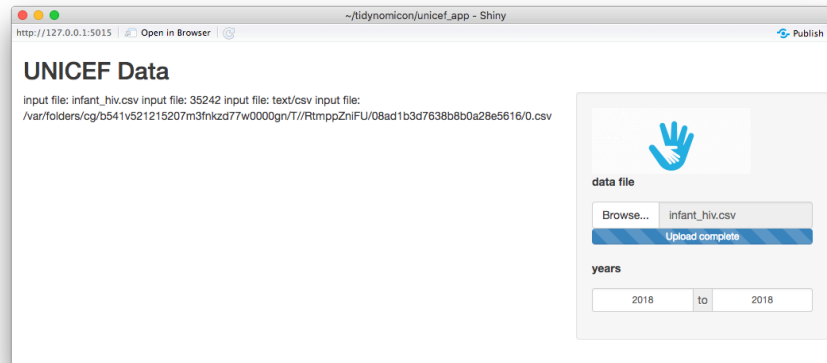 ~/tidynomicon/unicef_app - Shiny
http://127.0.0.1:5015
Open in Browser
Publish
UNICEF Data
input file: infant_hiv.csv input file: 35242 input file: text/csv input file:
/var/folders/cg/b541v521215207m3fnkzd77w0000gn/T//RtmppZniFU/08ad1b3d7638b8b0a28e5616/0.csv
data file
Browse... infant_hiv.csv
Upload complete
years
2018 to 2018